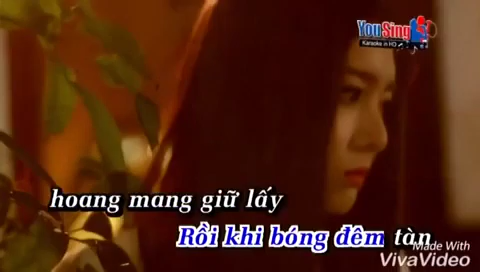 YouSing
Karaoke in HD
hoang mang giữ lấy
Rồi khi bóng đêm tàn
Made With
VivaVideo